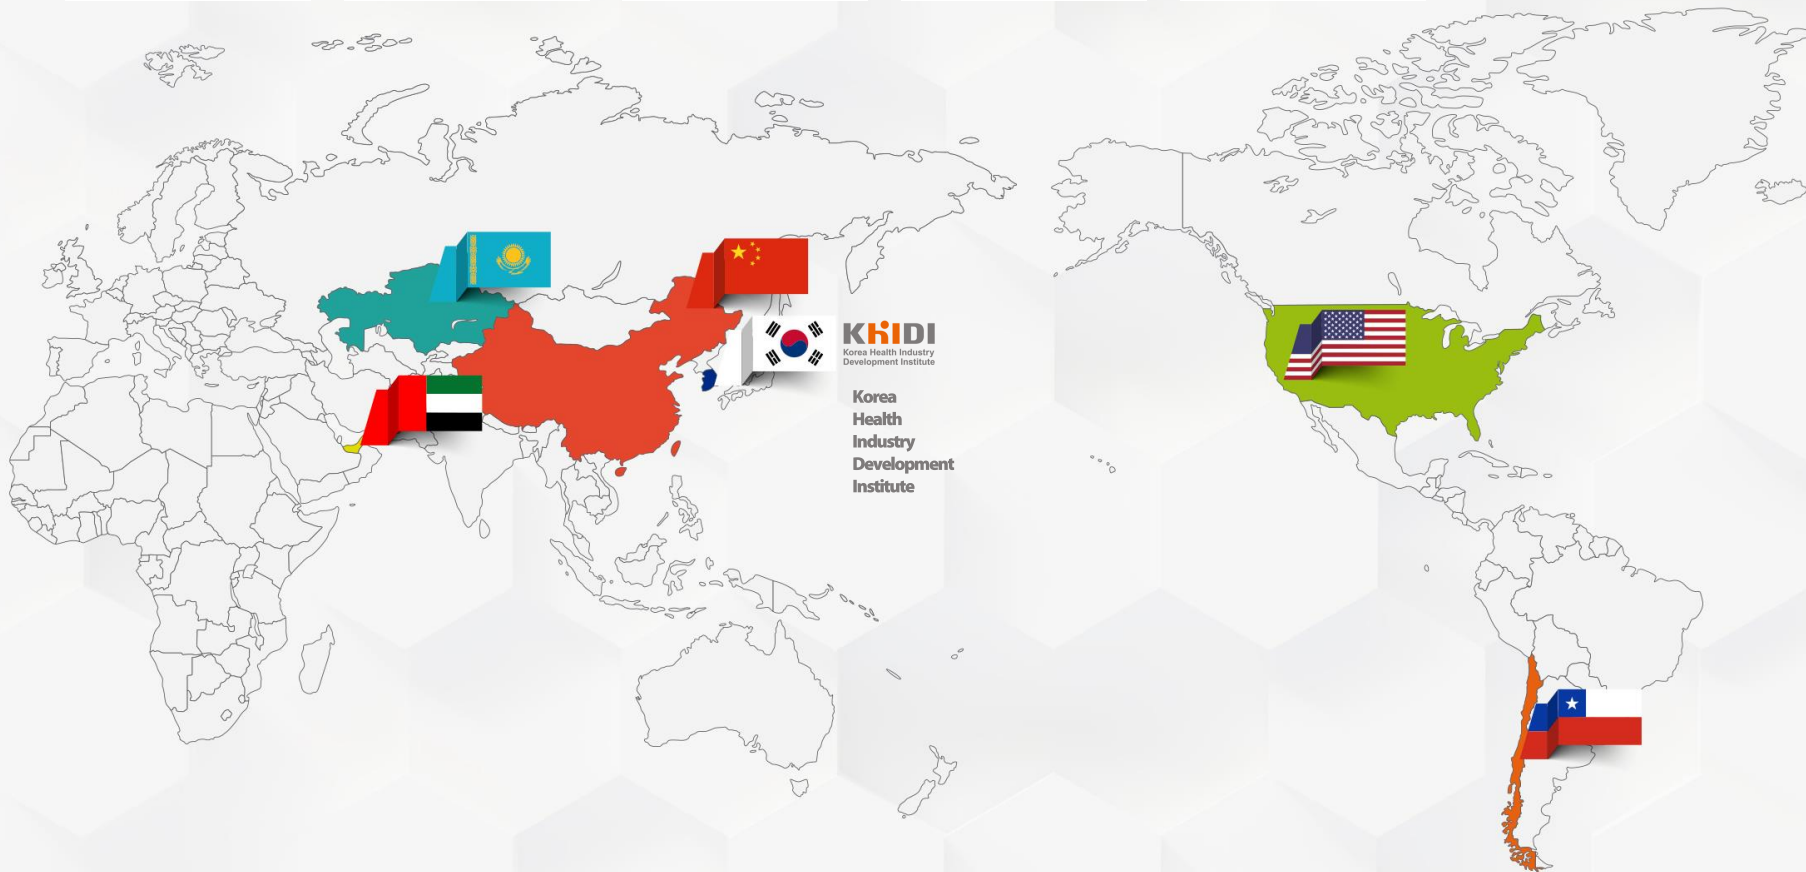 KHIDI
Korea Health Industry
Development Institute
Korea
Health
Industry
Development
Institute